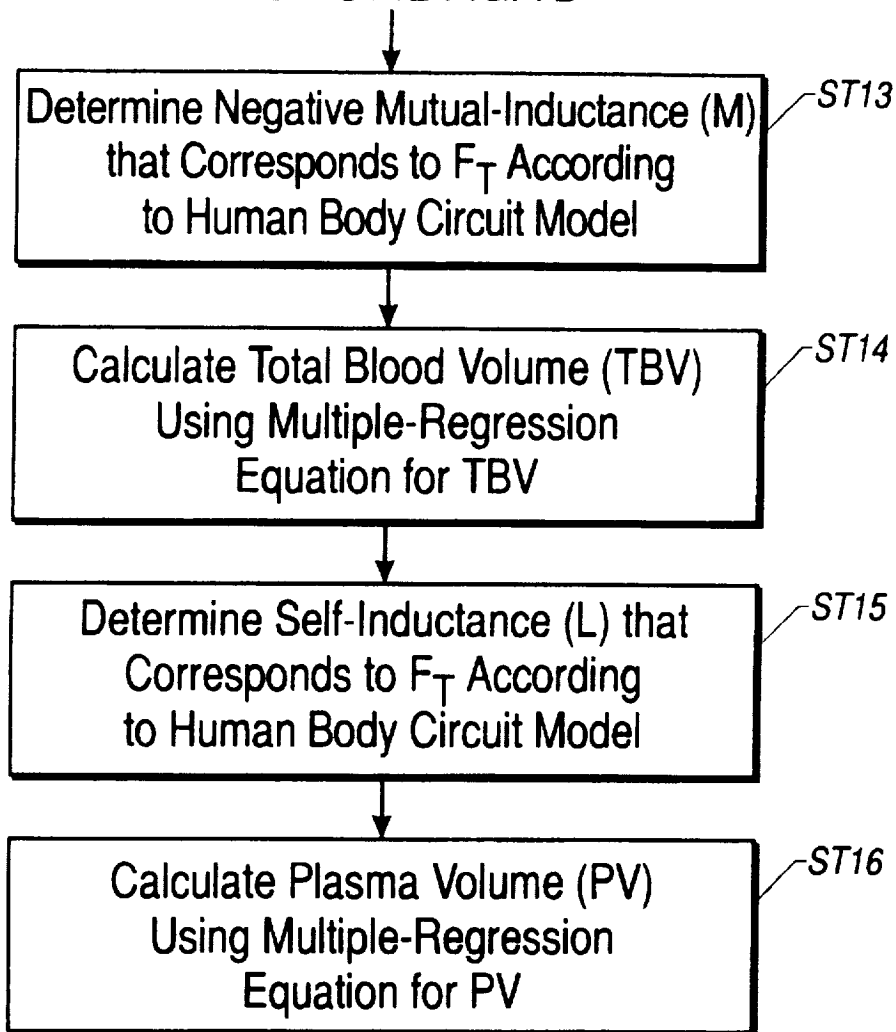 Determine Negative Mutual-Inductance (M)
that Corresponds to FT According
to Human Body Circuit Model
ST13
Calculate Total Blood Volume (TBV)
Using Multiple-Regression
Equation for TBV
ST14
Determine Self-Inductance (L) that
Corresponds to FT According
to Human Body Circuit Model
ST15
Calculate Plasma Volume (PV)
Using Multiple-Regression
Equation for PV
ST16